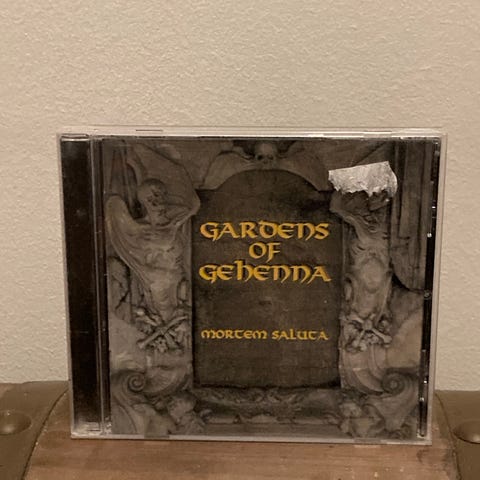 GARDENS
OF
GEHENNA
MORTEM SALUTA